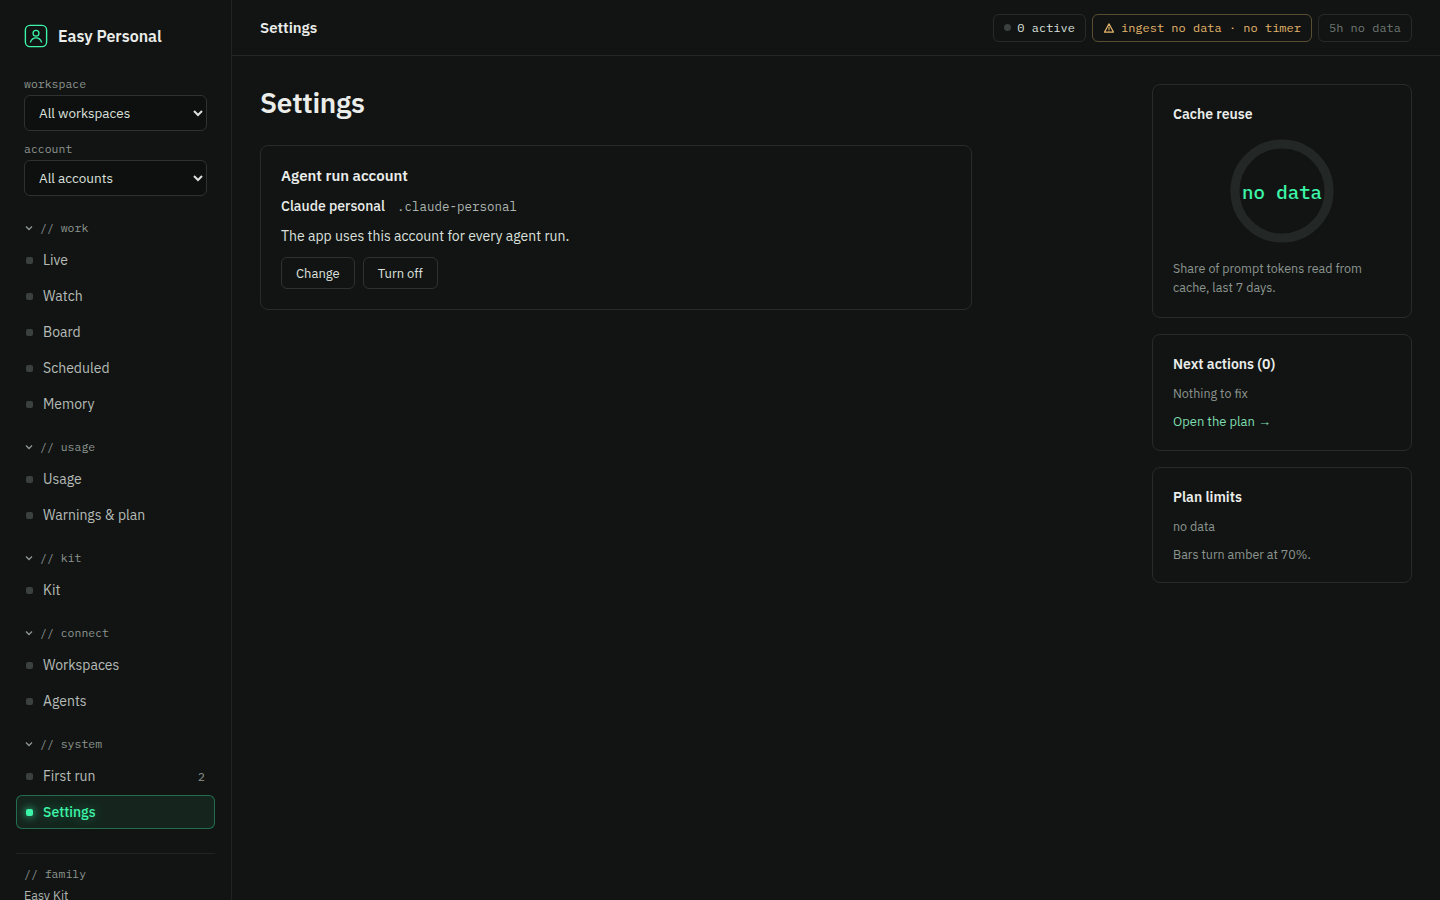 Easy Personal
workspace
All workspaces
account
All accounts
// work
Live
Watch
Board
Scheduled
Memory
// usage
Usage
Warnings & plan
// kit
Kit
// connect
Workspaces
Agents
// system
First run 2
Settings
// family
Easy Kit
Settings
0 active
ingest no data · no timer
5h no data
Settings
Agent run account
Claude personal .claude-personal
The app uses this account for every agent run.
Change Turn off
Cache reuse
no data
Share of prompt tokens read from
cache, last 7 days.
Next actions (0)
Nothing to fix
Open the plan →
Plan limits
no data
Bars turn amber at 70%.